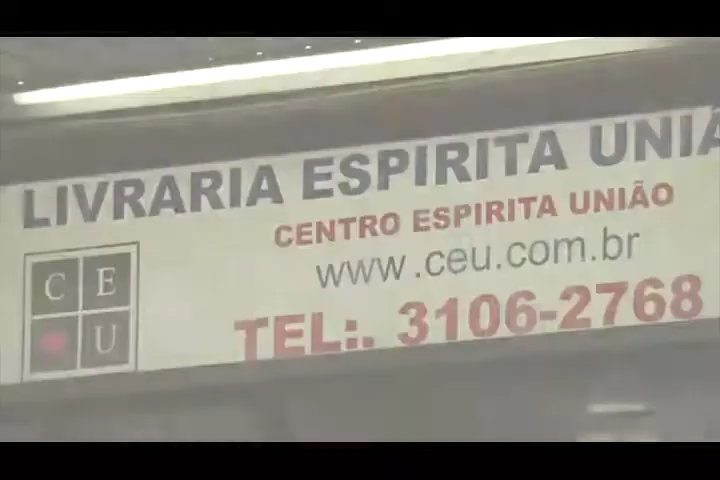 LIVRARIA ESPIRITA UNIÃ
CENTRO ESPIRITA UNIÃO
www.ceu.com.br
TEL:. 3106-2768
C E
U